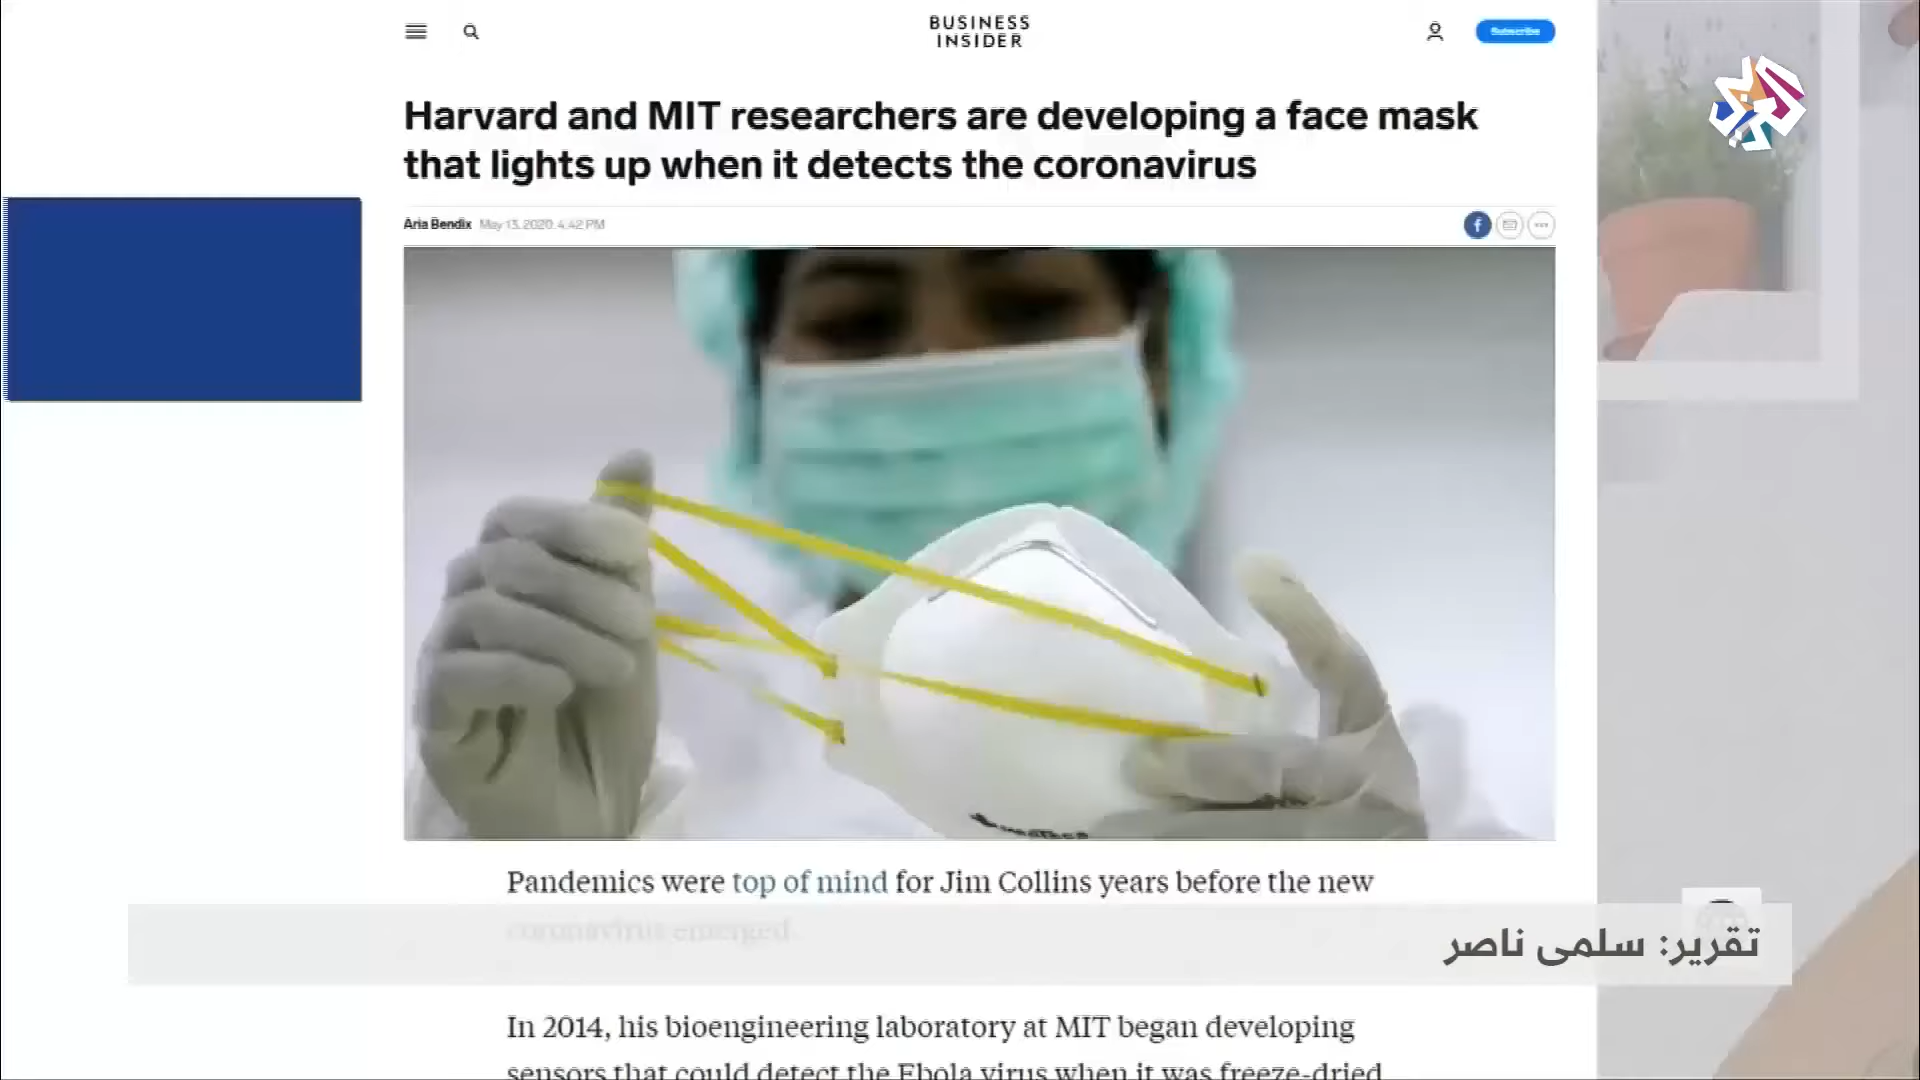 BUSINESS
INSIDER
Subscribe
Harvard and MIT researchers are developing a face mask
that lights up when it detects the coronavirus
Aria Bendix May 13, 2020, 4:42 PM
Pandemics were top of mind for Jim Collins years before the new
coronavirus emerged.
تقرير: سلمى ناصر
In 2014, his bioengineering laboratory at MIT began developing
sensors that could detect the Ebola virus when it was freeze-dried